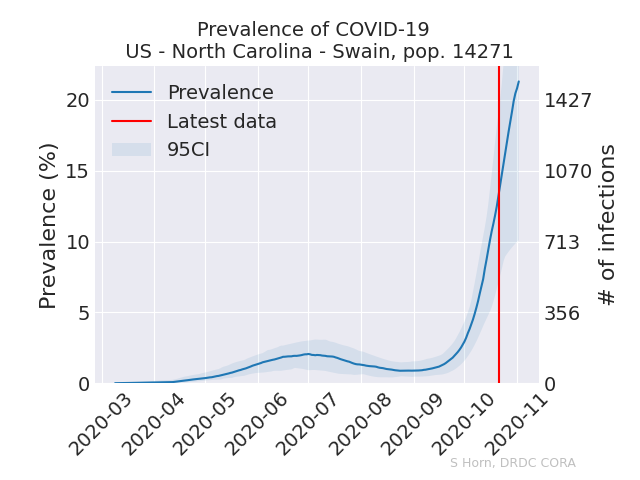 Prevalence of COVID-19
US - North Carolina - Swain, pop. 14271
Prevalence
Latest data
95CI
Prevalence (%)
20
15
10
5
0
1427
1070
713
356
0
# of infections
2020-03
2020-04
2020-05
2020-06
2020-07
2020-08
2020-09
2020-10
2020-11
S Horn, DRDC CORA